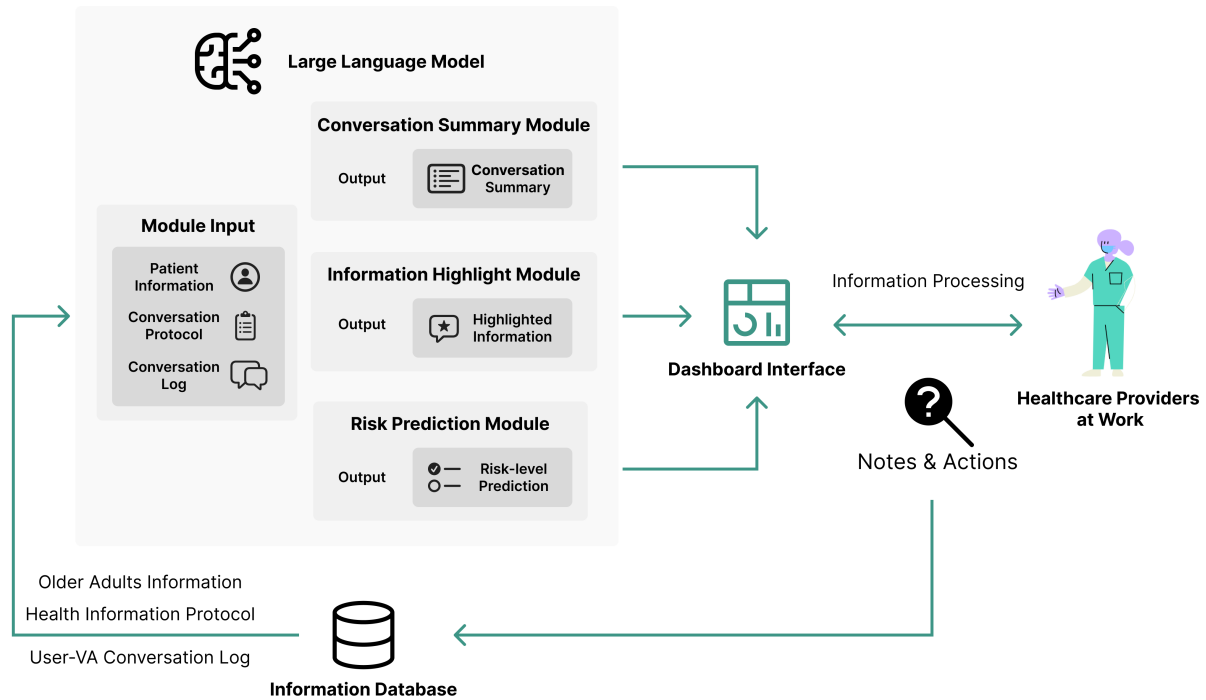 Large Language Model
Conversation Summary Module
Output
Conversation
Summary
Module Input
Patient
Information
Conversation
Protocol
Conversation
Log
Information Highlight Module
Output
Highlighted
Information
Risk Prediction Module
Output
Risk-level
Prediction
Dashboard Interface
Information Processing
Healthcare Providers
at Work
?
Notes & Actions
Older Adults Information
Health Information Protocol
User-VA Conversation Log
Information Database